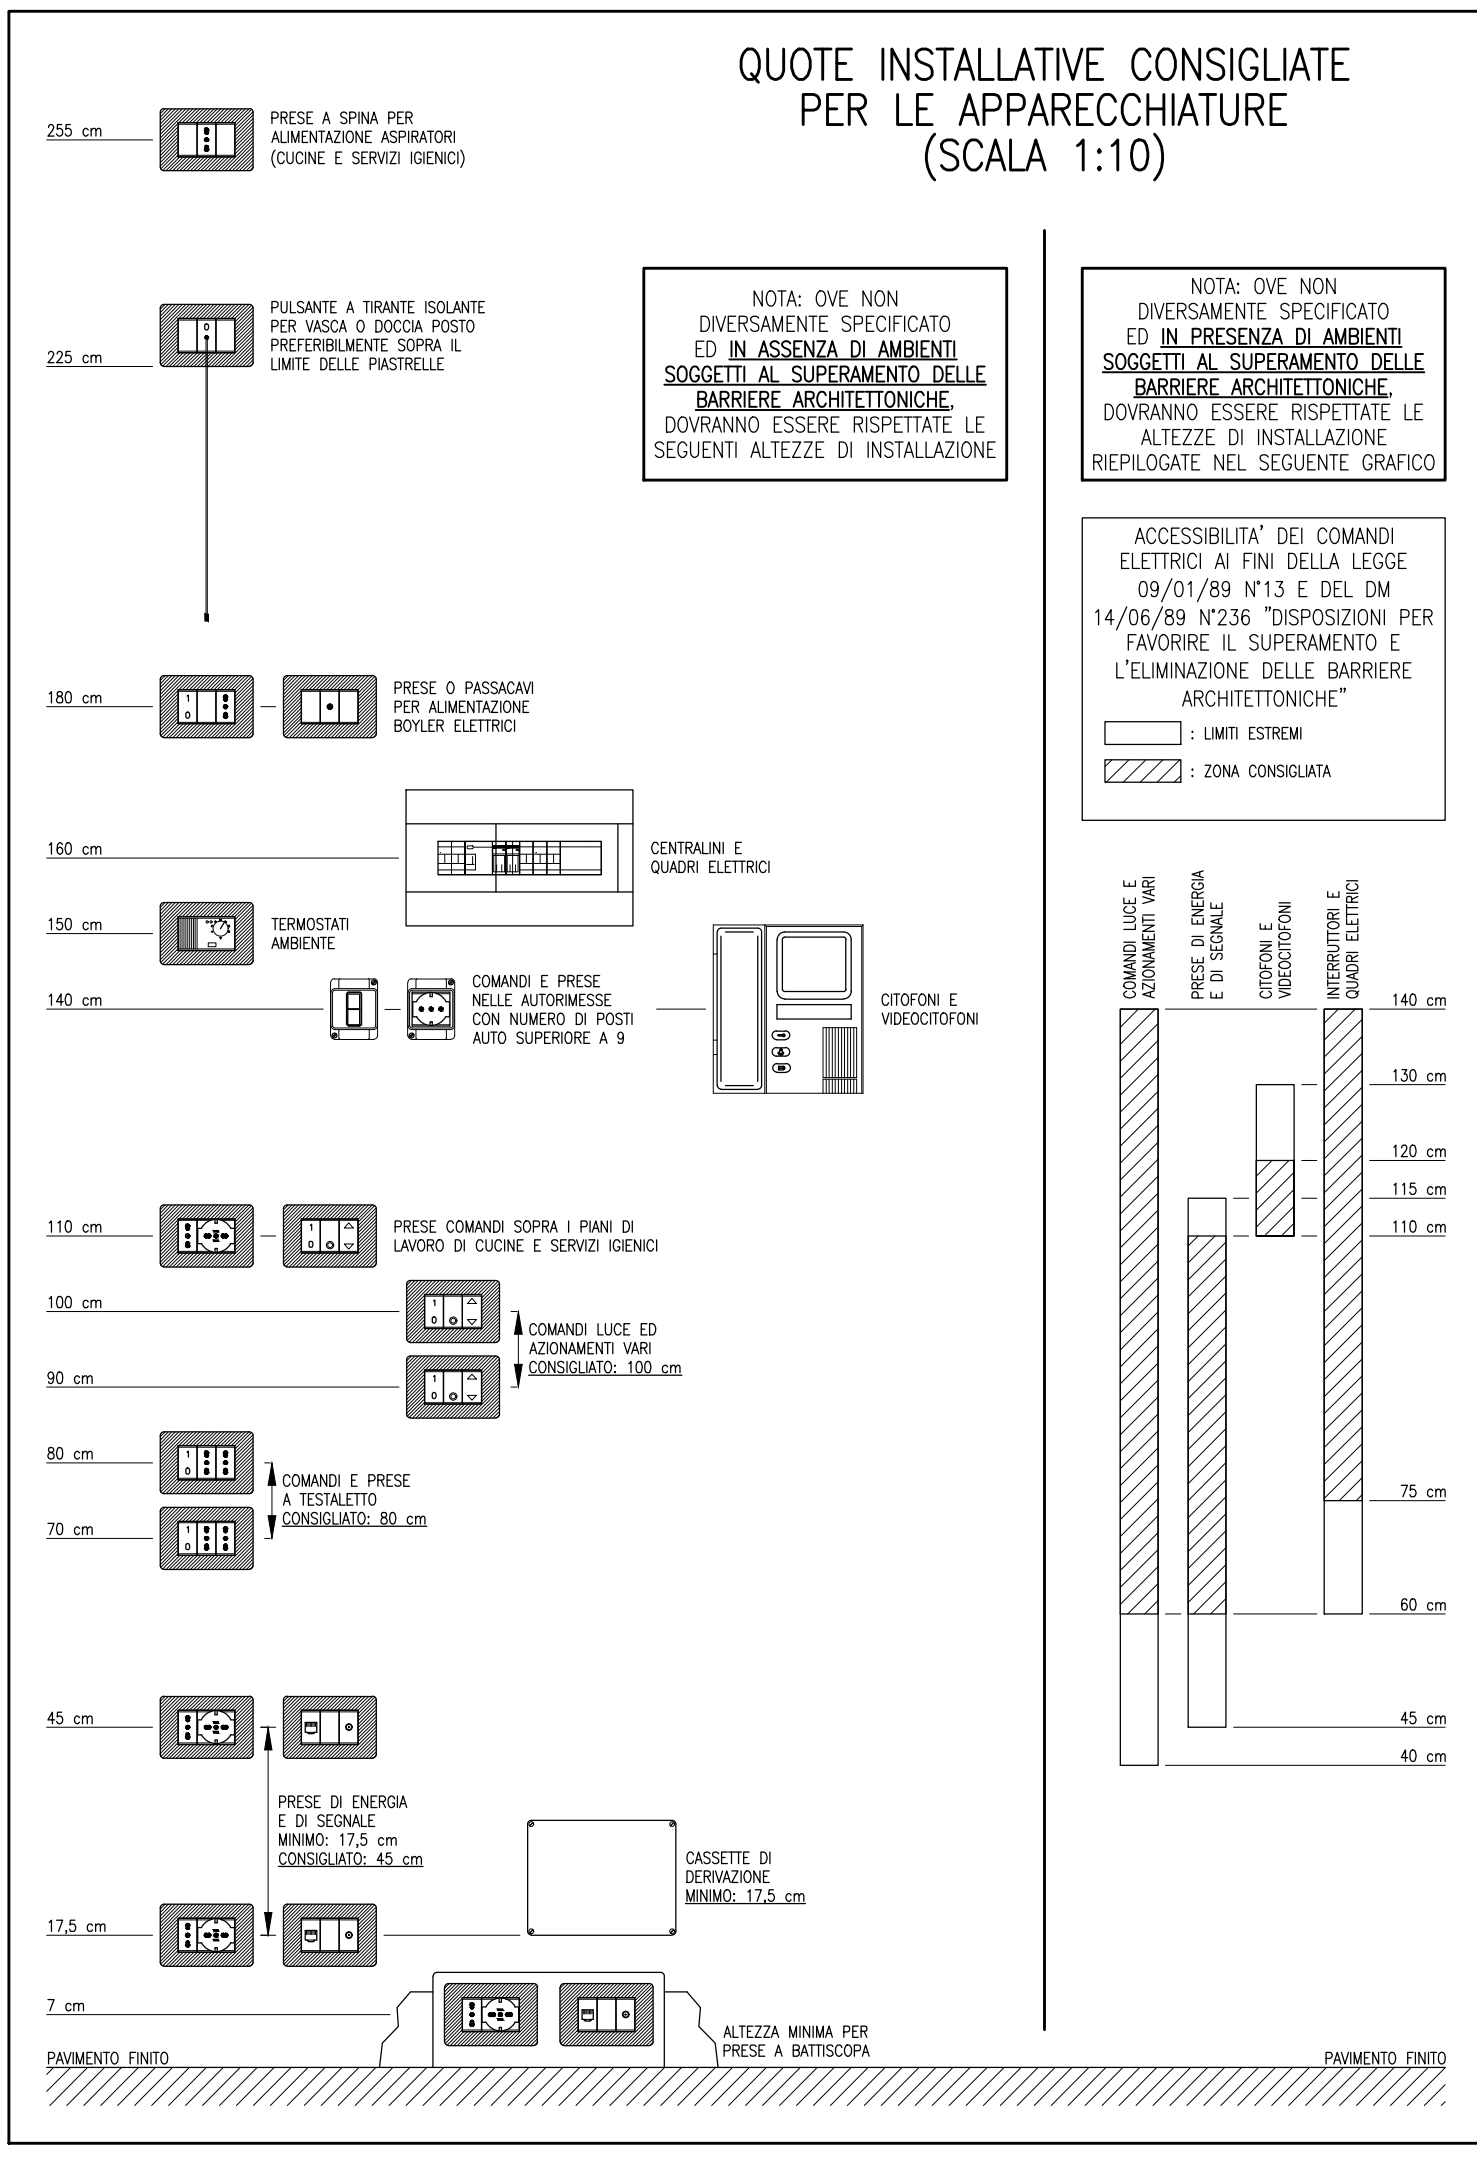 QUOTE INSTALLATIVE CONSIGLIATE
PER LE APPARECCHIATURE
(SCALA 1:10)
255 cm
PRESE A SPINA PER
ALIMENTAZIONE ASPIRATORI
(CUCINE E SERVIZI IGIENICI)
225 cm
0
PULSANTE A TIRANTE ISOLANTE
PER VASCA O DOCCIA POSTO
PREFERIBILMENTE SOPRA IL
LIMITE DELLE PIASTRELLE
NOTA: OVE NON
DIVERSAMENTE SPECIFICATO
ED IN ASSENZA DI AMBIENTI
SOGGETTI AL SUPERAMENTO DELLE
BARRIERE ARCHITETTONICHE,
DOVRANNO ESSERE RISPETTATE LE
SEGUENTI ALTEZZE DI INSTALLAZIONE
180 cm
1
0
PRESE O PASSACAVI
PER ALIMENTAZIONE
BOYLER ELETTRICI
160 cm
CENTRALINI E
QUADRI ELETTRICI
150 cm
TERMOSTATI
AMBIENTE
140 cm
COMANDI E PRESE
NELLE AUTORIMESSE
CON NUMERO DI POSTI
AUTO SUPERIORE A 9
CITOFONI E
VIDEOCITOFONI
110 cm
1
0
PRESE COMANDI SOPRA I PIANI DI
LAVORO DI CUCINE E SERVIZI IGIENICI
100 cm
1
0
COMANDI LUCE ED
AZIONAMENTI VARI
CONSIGLIATO: 100 cm
90 cm
1
0
80 cm
1
0
COMANDI E PRESE
A TESTALETTO
CONSIGLIATO: 80 cm
70 cm
1
0
45 cm
PRESE DI ENERGIA
E DI SEGNALE
MINIMO: 17,5 cm
CONSIGLIATO: 45 cm
CASSETTE DI
DERIVAZIONE
MINIMO: 17,5 cm
17,5 cm
7 cm
ALTEZZA MINIMA PER
PRESE A BATTISCOPA
PAVIMENTO FINITO
NOTA: OVE NON
DIVERSAMENTE SPECIFICATO
ED IN PRESENZA DI AMBIENTI
SOGGETTI AL SUPERAMENTO DELLE
BARRIERE ARCHITETTONICHE,
DOVRANNO ESSERE RISPETTATE LE
ALTEZZE DI INSTALLAZIONE
RIEPILOGATE NEL SEGUENTE GRAFICO
ACCESSIBILITA' DEI COMANDI
ELETTRICI AI FINI DELLA LEGGE
09/01/89 N°13 E DEL DM
14/06/89 N°236 "DISPOSIZIONI PER
FAVORIRE IL SUPERAMENTO E
L'ELIMINAZIONE DELLE BARRIERE
ARCHITETTONICHE"
: LIMITI ESTREMI
: ZONA CONSIGLIATA
COMANDI LUCE E
AZIONAMENTI VARI
PRESE DI ENERGIA
E DI SEGNALE
CITOFONI E
VIDEOCITOFONI
INTERRUTTORI E
QUADRI ELETTRICI
140 cm
130 cm
120 cm
115 cm
110 cm
75 cm
60 cm
45 cm
40 cm
PAVIMENTO FINITO